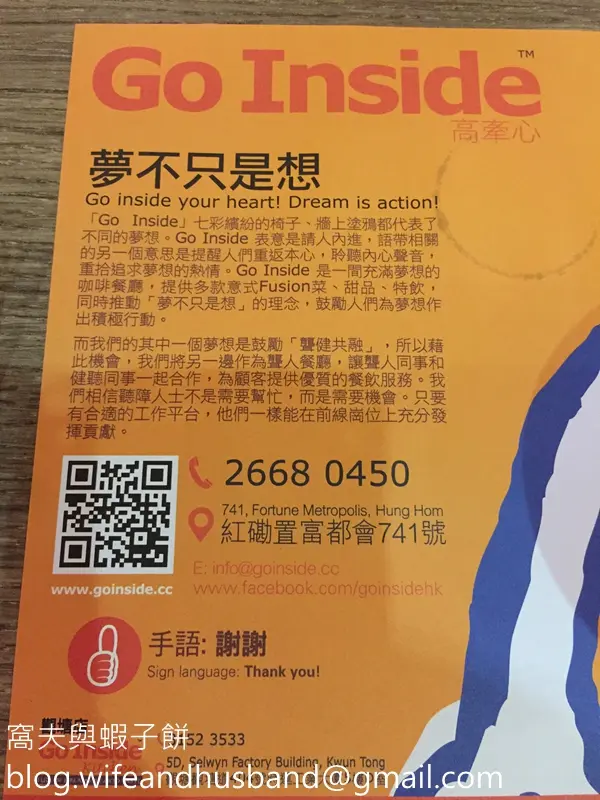 Go Inside™
高牽心
夢不只是想
Go inside your heart! Dream is action!
「Go Inside」七彩繽紛的椅子、牆上塗鴉都代表了
不同的夢想。Go Inside 表意是請人內進，語帶相關
的另一個意思是提醒人們重返本心，聆聽內心聲音，
重拾追求夢想的熱情。Go Inside 是一間充滿夢想的
咖啡餐廳，提供多款意式Fusion菜、甜品、特飲，
同時推動「夢不只是想」的理念，鼓勵人們為夢想作
出積極行動。
而我們的其中一個夢想是鼓勵「聾健共融」，所以藉
此機會，我們將另一邊作為聾人餐廳，讓聾人同事和
健聽同事一起合作，為顧客提供優質的餐飲服務。我
們相信聽障人士不是需要幫忙，而是需要機會。只要
有合適的工作平台，他們一樣能在前線崗位上充分發
揮貢獻。
2668 0450
741, Fortune Metropolis, Hung Hom
紅磡置富都會741號
www.goinside.cc
E: info@goinside.cc
www.facebook.com/goinsidehk
手語: 謝謝
Sign language: Thank you!
觀塘店
Go Inside
52 3533
5D, Selwyn Factory Building, Kwun Tong
窩夫與蝦子餅
blog.wifeandhusband@gmail.com